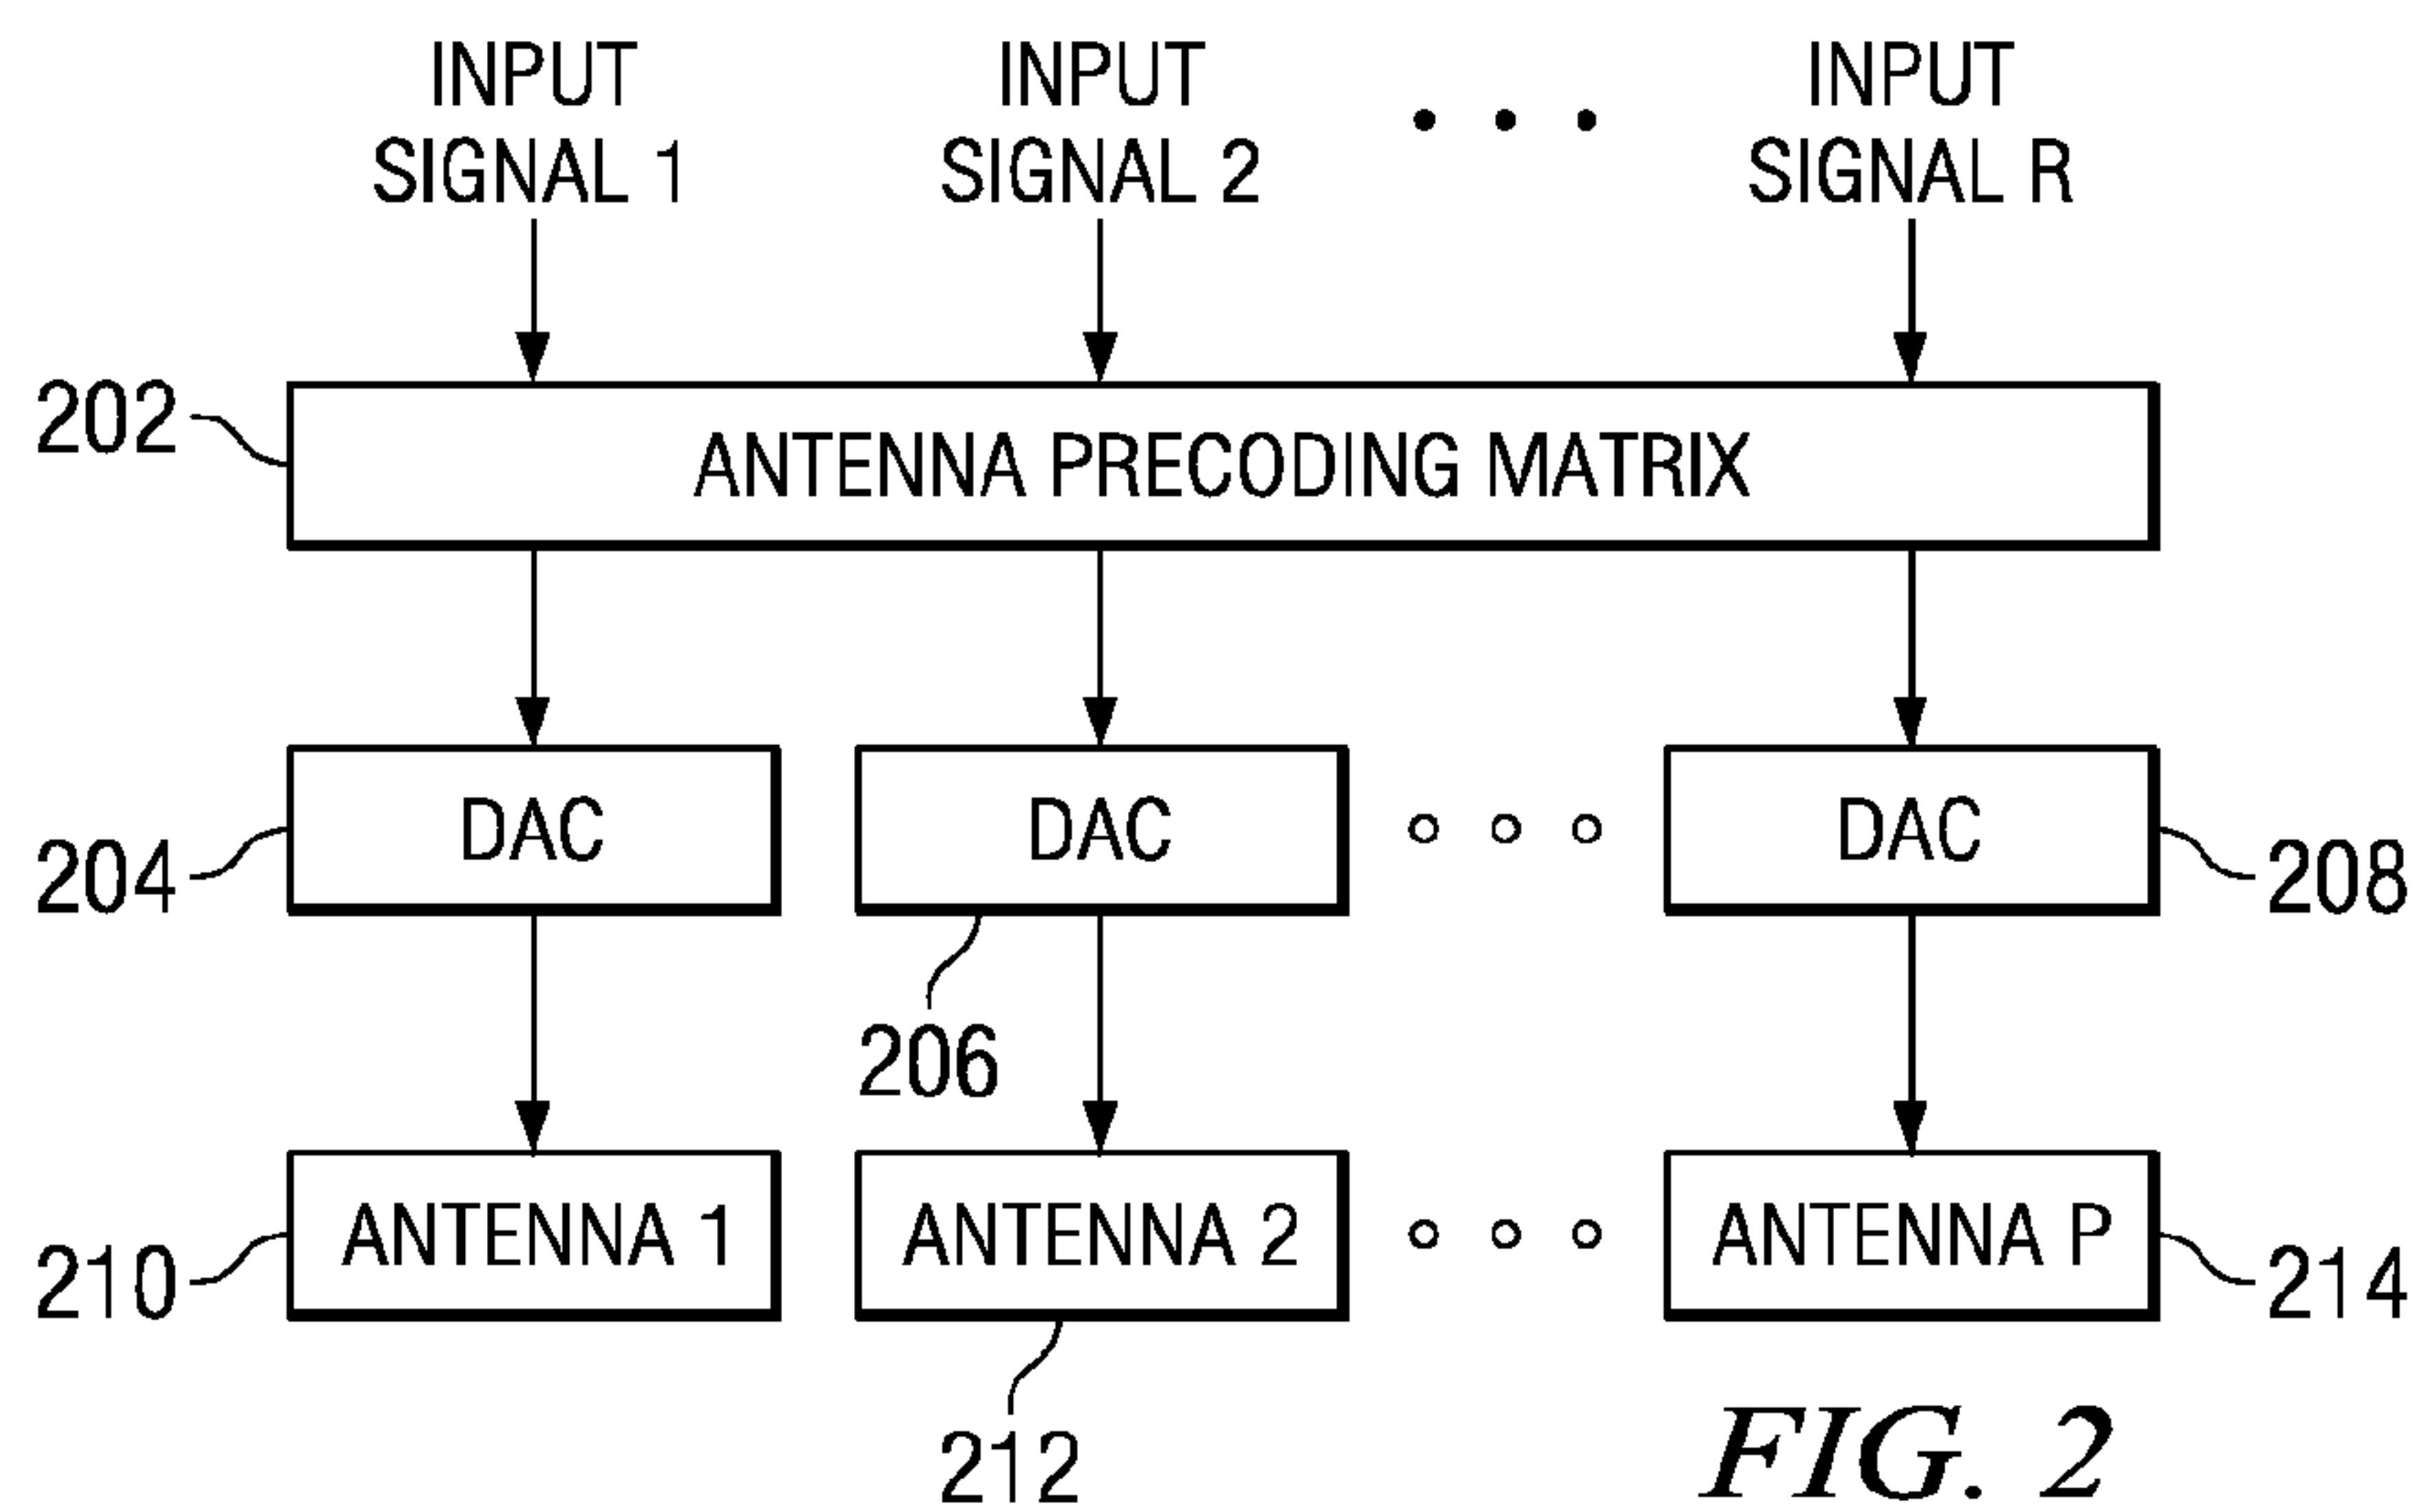 INPUT
SIGNAL 1
INPUT
SIGNAL 2
INPUT
SIGNAL R
202
ANTENNA PRECODING MATRIX
204
DAC
DAC
DAC
208
206
210
ANTENNA 1
ANTENNA 2
ANTENNA P
214
212
FIG. 2